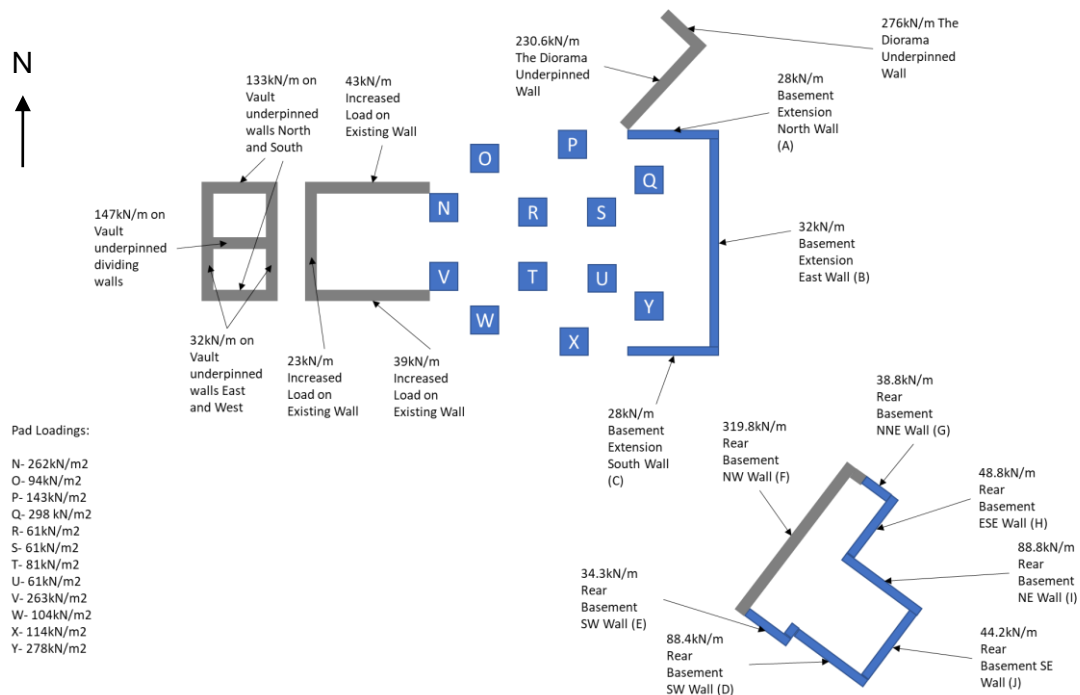 N
133kN/m on
Vault
underpinned
walls North
and South
43kN/m
Increased
Load on
Existing Wall
230.6kN/m
The Diorama
Underpinned
Wall
276kN/m The
Diorama
Underpinned
Wall
28kN/m
Basement
Extension
North Wall
(A)
147kN/m on
Vault
underpinned
dividing
walls
N
O
P
Q
R
S
V
T
U
Y
W
X
32kN/m
Basement
Extension
East Wall (B)
32kN/m on
Vault
underpinned
walls East
and West
23kN/m
Increased
Load on
Existing Wall
39kN/m
Increased
Load on
Existing Wall
28kN/m
Basement
Extension
South Wall
(C)
38.8kN/m
Rear
Basement
NNE Wall (G)
319.8kN/m
Rear
Basement
NW Wall (F)
48.8kN/m
Rear
Basement
ESE Wall (H)
88.8kN/m
Rear
Basement
NE Wall (I)
34.3kN/m
Rear
Basement
SW Wall (E)
88.4kN/m
Rear
Basement
SW Wall (D)
44.2kN/m
Rear
Basement SE
Wall (J)
Pad Loadings:
N- 262kN/m2
O- 94kN/m2
P- 143kN/m2
Q- 298 kN/m2
R- 61kN/m2
S- 61kN/m2
T- 81kN/m2
U- 61kN/m2
V- 263kN/m2
W- 104kN/m2
X- 114kN/m2
Y- 278kN/m2